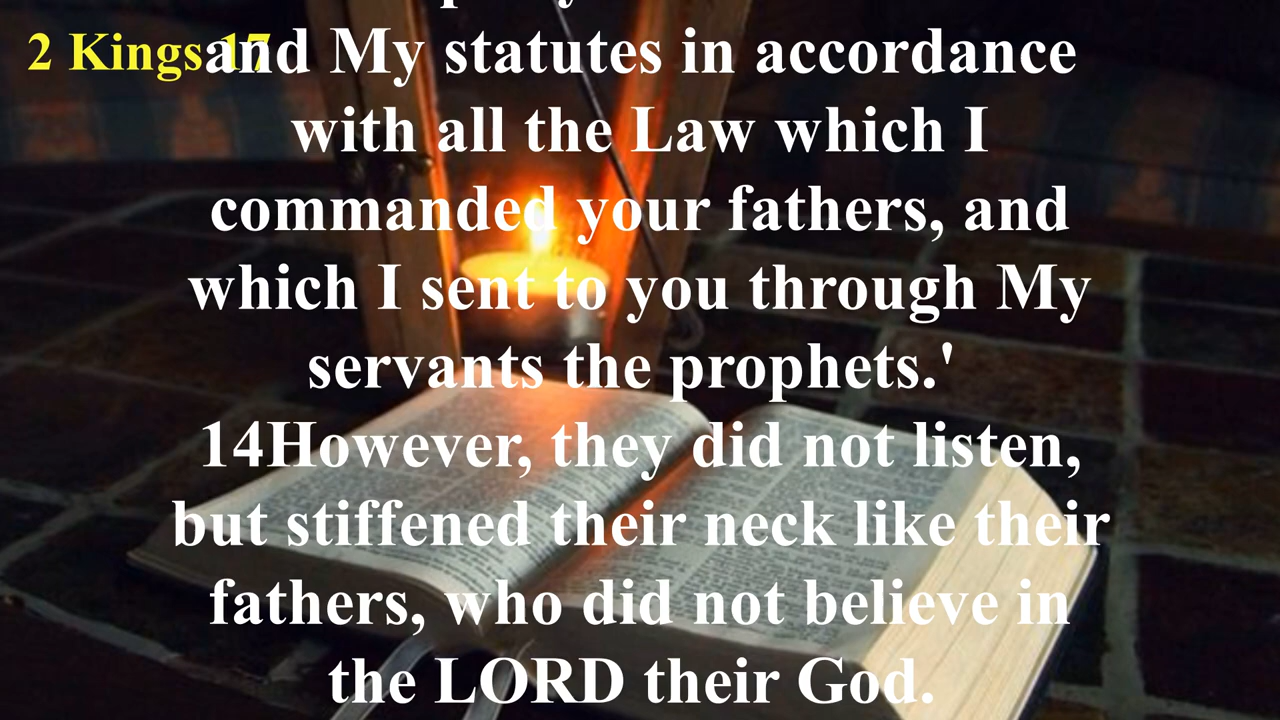 2 Kings 17
and My statutes in accordance
with all the Law which I
commanded your fathers, and
which I sent to you through My
servants the prophets.'
14However, they did not listen,
but stiffened their neck like their
fathers, who did not believe in
the LORD their God.